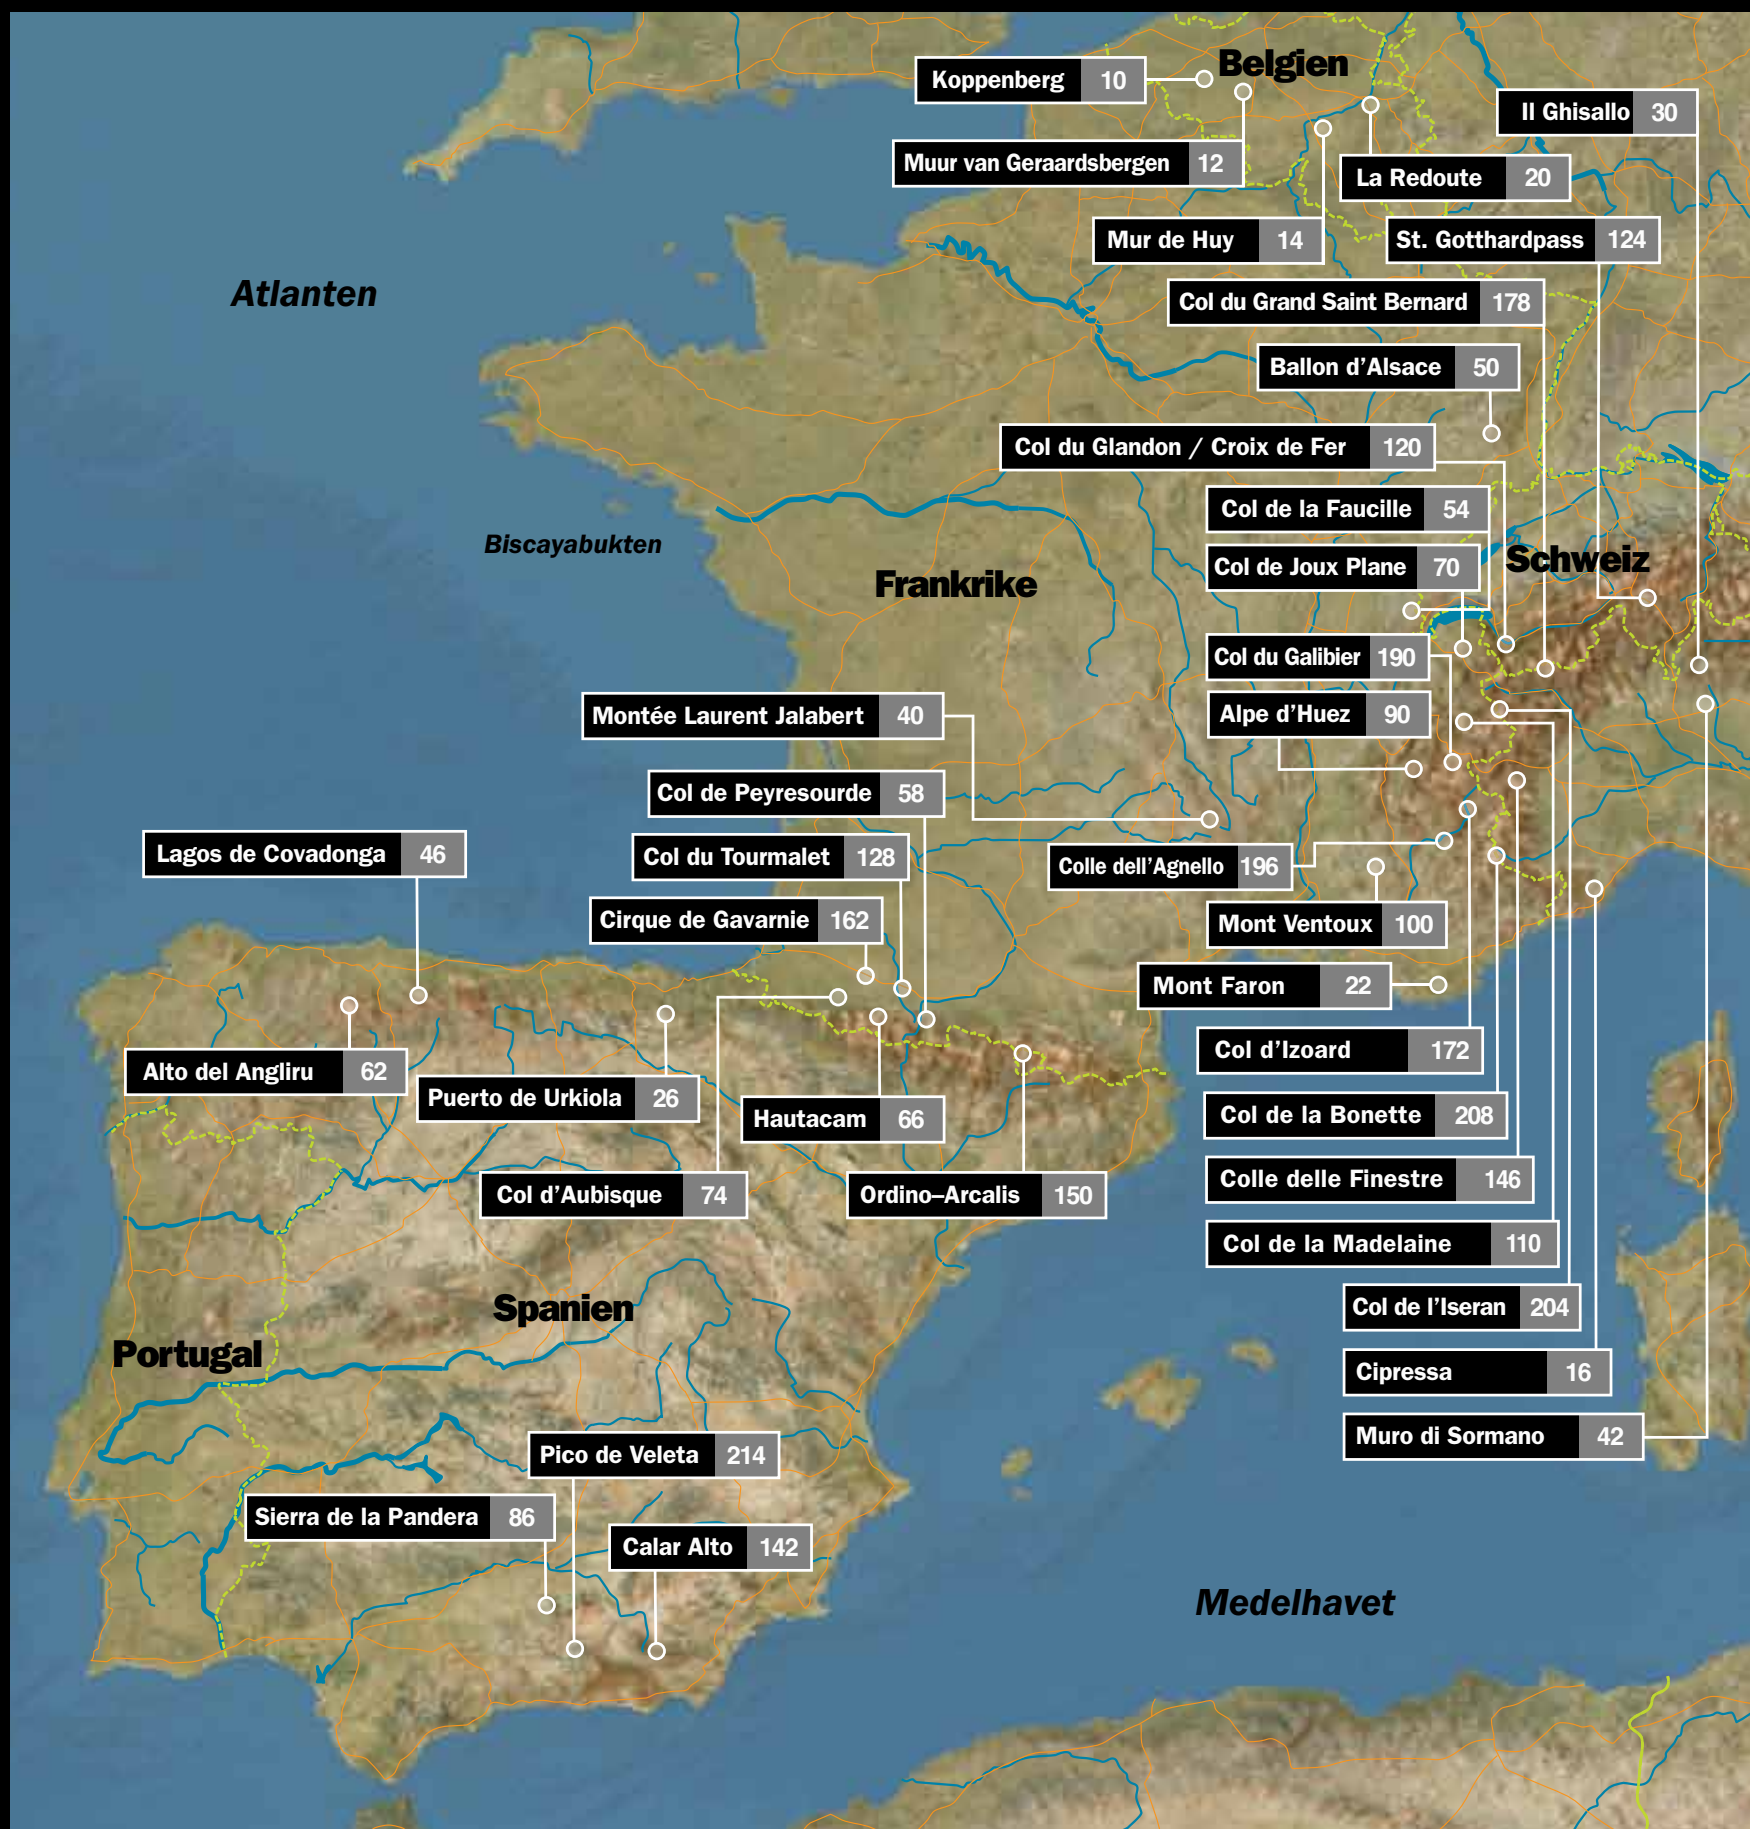 Koppenberg 10
Belgien
Il Ghisallo 30
Muur van Geraardsbergen 12
La Redoute 20
Mur de Huy 14
St. Gotthardpass 124
Atlanten
Col du Grand Saint Bernard 178
Ballon d’Alsace 50
Col du Glandon / Croix de Fer 120
Col de la Faucille 54
Biscayabukten
Schweiz
Col de Joux Plane 70
Frankrike
Col du Galibier 190
Montée Laurent Jalabert 40
Alpe d’Huez 90
Col de Peyresourde 58
Lagos de Covadonga 46
Col du Tourmalet 128
Colle dell’Agnello 196
Cirque de Gavarnie 162
Mont Ventoux 100
Mont Faron 22
Col d’Izoard 172
Alto del Angliru 62
Puerto de Urkiola 26
Hautacam 66
Col de la Bonette 208
Colle delle Finestre 146
Col d’Aubisque 74
Ordino–Arcalis 150
Col de la Madelaine 110
Spanien
Col de l’Iseran 204
Portugal
Cipressa 16
Muro di Sormano 42
Pico de Veleta 214
Sierra de la Pandera 86
Calar Alto 142
Medelhavet